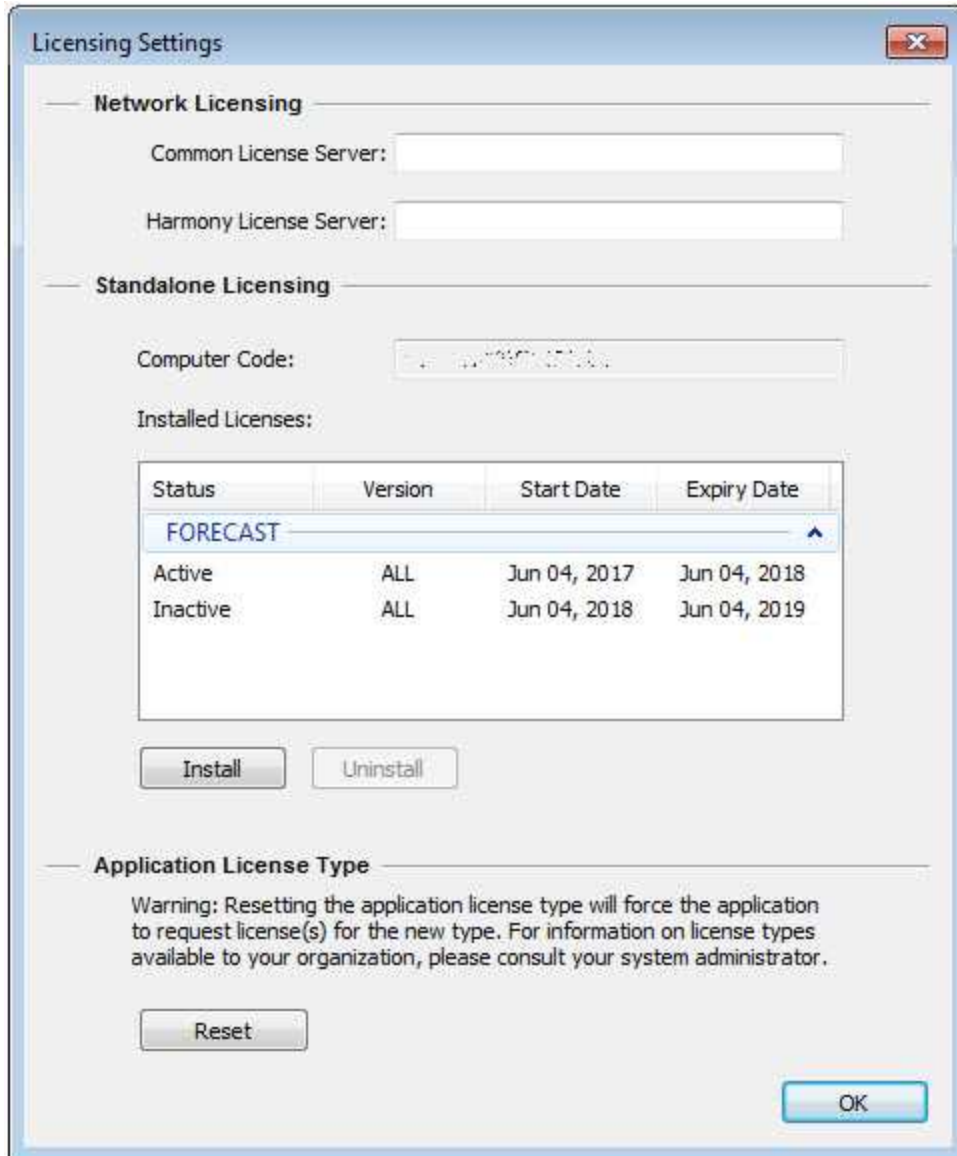 Licensing Settings
Network Licensing
Common License Server:
Harmony License Server:
Standalone Licensing
Computer Code:
Installed Licenses:
Status Version Start Date Expiry Date
FORECAST
Active ALL Jun 04, 2017 Jun 04, 2018
Inactive ALL Jun 04, 2018 Jun 04, 2019
Install Uninstall
Application License Type
Warning: Resetting the application license type will force the application
to request license(s) for the new type. For information on license types
available to your organization, please consult your system administrator.
Reset
OK